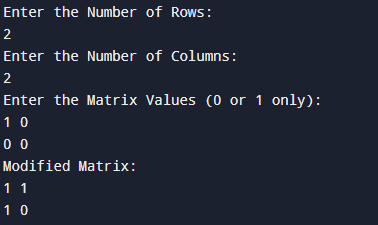 Enter the Number of Rows:
2
Enter the Number of Columns:
2
Enter the Matrix Values (0 or 1 only):
1 0
0 0
Modified Matrix:
1 1
1 0